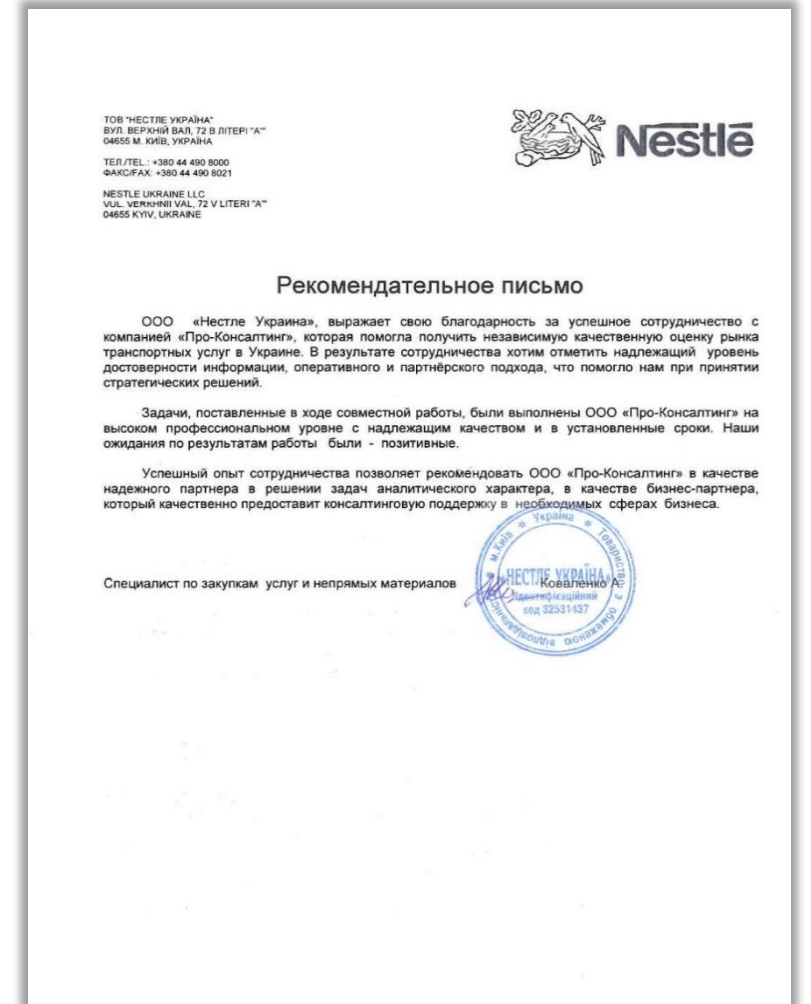 ТОВ "НЕСТЛЕ УКРАЇНА"
ВУЛ. ВЕРХНІЙ ВАЛ, 72 В ЛІТЕРІ "А"'
04655 М. КИЇВ, УКРАЇНА
ТЕЛ./TEL.: +380 44 490 8000
ФАКС/FAX: +380 44 490 8021
NESTLE UKRAINE LLC
VUL. VERKHNII VAL, 72 V LITERI "A"'
04655 KYIV, UKRAINE
Nestlē
Рекомендательное письмо
ООО «Нестле Украина», выражает свою благодарность за успешное сотрудничество с
компанией «Про-Консалтинг», которая помогла получить независимую качественную оценку рынка
транспортных услуг в Украине. В результате сотрудничества хотим отметить надлежащий уровень
достоверности информации, оперативного и партнёрского подхода, что помогло нам при принятии
стратегических решений.
Задачи, поставленные в ходе совместной работы, были выполнены ООО «Про-Консалтинг» на
высоком профессиональном уровне с надлежащим качеством и в установленные сроки. Наши
ожидания по результатам работы были - позитивные.
Успешный опыт сотрудничества позволяет рекомендовать ООО «Про-Консалтинг» в качестве
надежного партнера в решении задач аналитического характера, в качестве бизнес-партнера,
который качественно предоставит консалтинговую поддержку в необходимых сферах бизнеса.
Специалист по закупкам услуг и непрямых материалов Коваленко А.
м.Київ * Україна * Товариство з обмеженою відповідальністю
«НЕСТЛЕ УКРАЇНА»
Ідентифікаційний
код 32531437